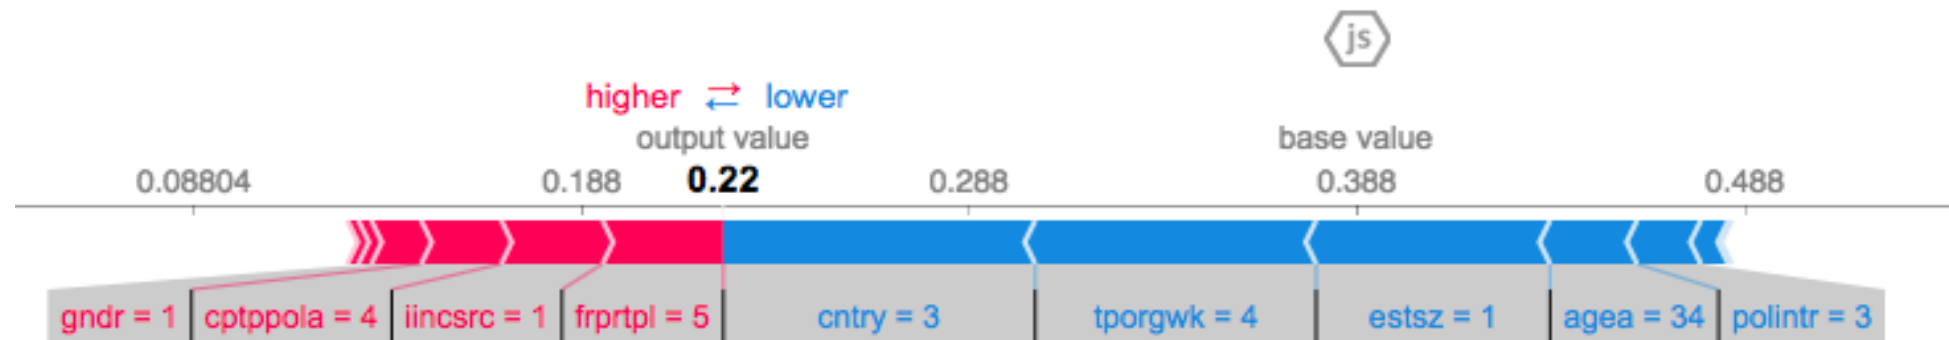 js
higher ⇄ lower
output value base value
0.08804 0.188 0.22 0.288 0.388 0.488
gndr = 1 cptppola = 4 iincsrc = 1 frprtpl = 5 cntry = 3 tporgwk = 4 estsz = 1 agea = 34 polintr = 3